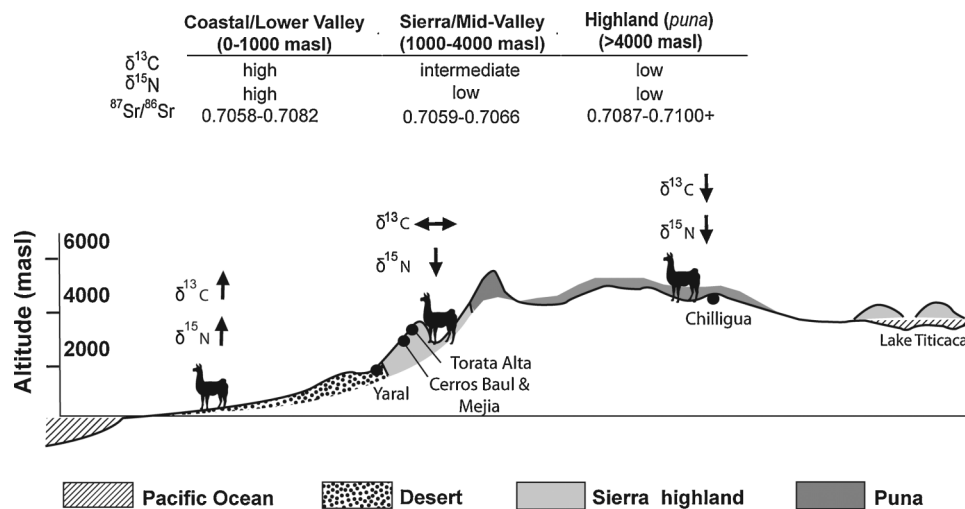 Coastal/Lower Valley Sierra/Mid-Valley Highland (puna)
(0-1000 masl) (1000-4000 masl) (>4000 masl)
δ13C high intermediate low
δ15N high low low
87Sr/86Sr 0.7058-0.7082 0.7059-0.7066 0.7087-0.7100+
Altitude (masl)
6000
4000
2000
δ13C
δ15N
δ13C
δ15N
δ13C
δ15N
Yaral
Torata Alta
Cerros Baul &
Mejia
Chilligua
Lake Titicaca
Pacific Ocean Desert Sierra highland Puna